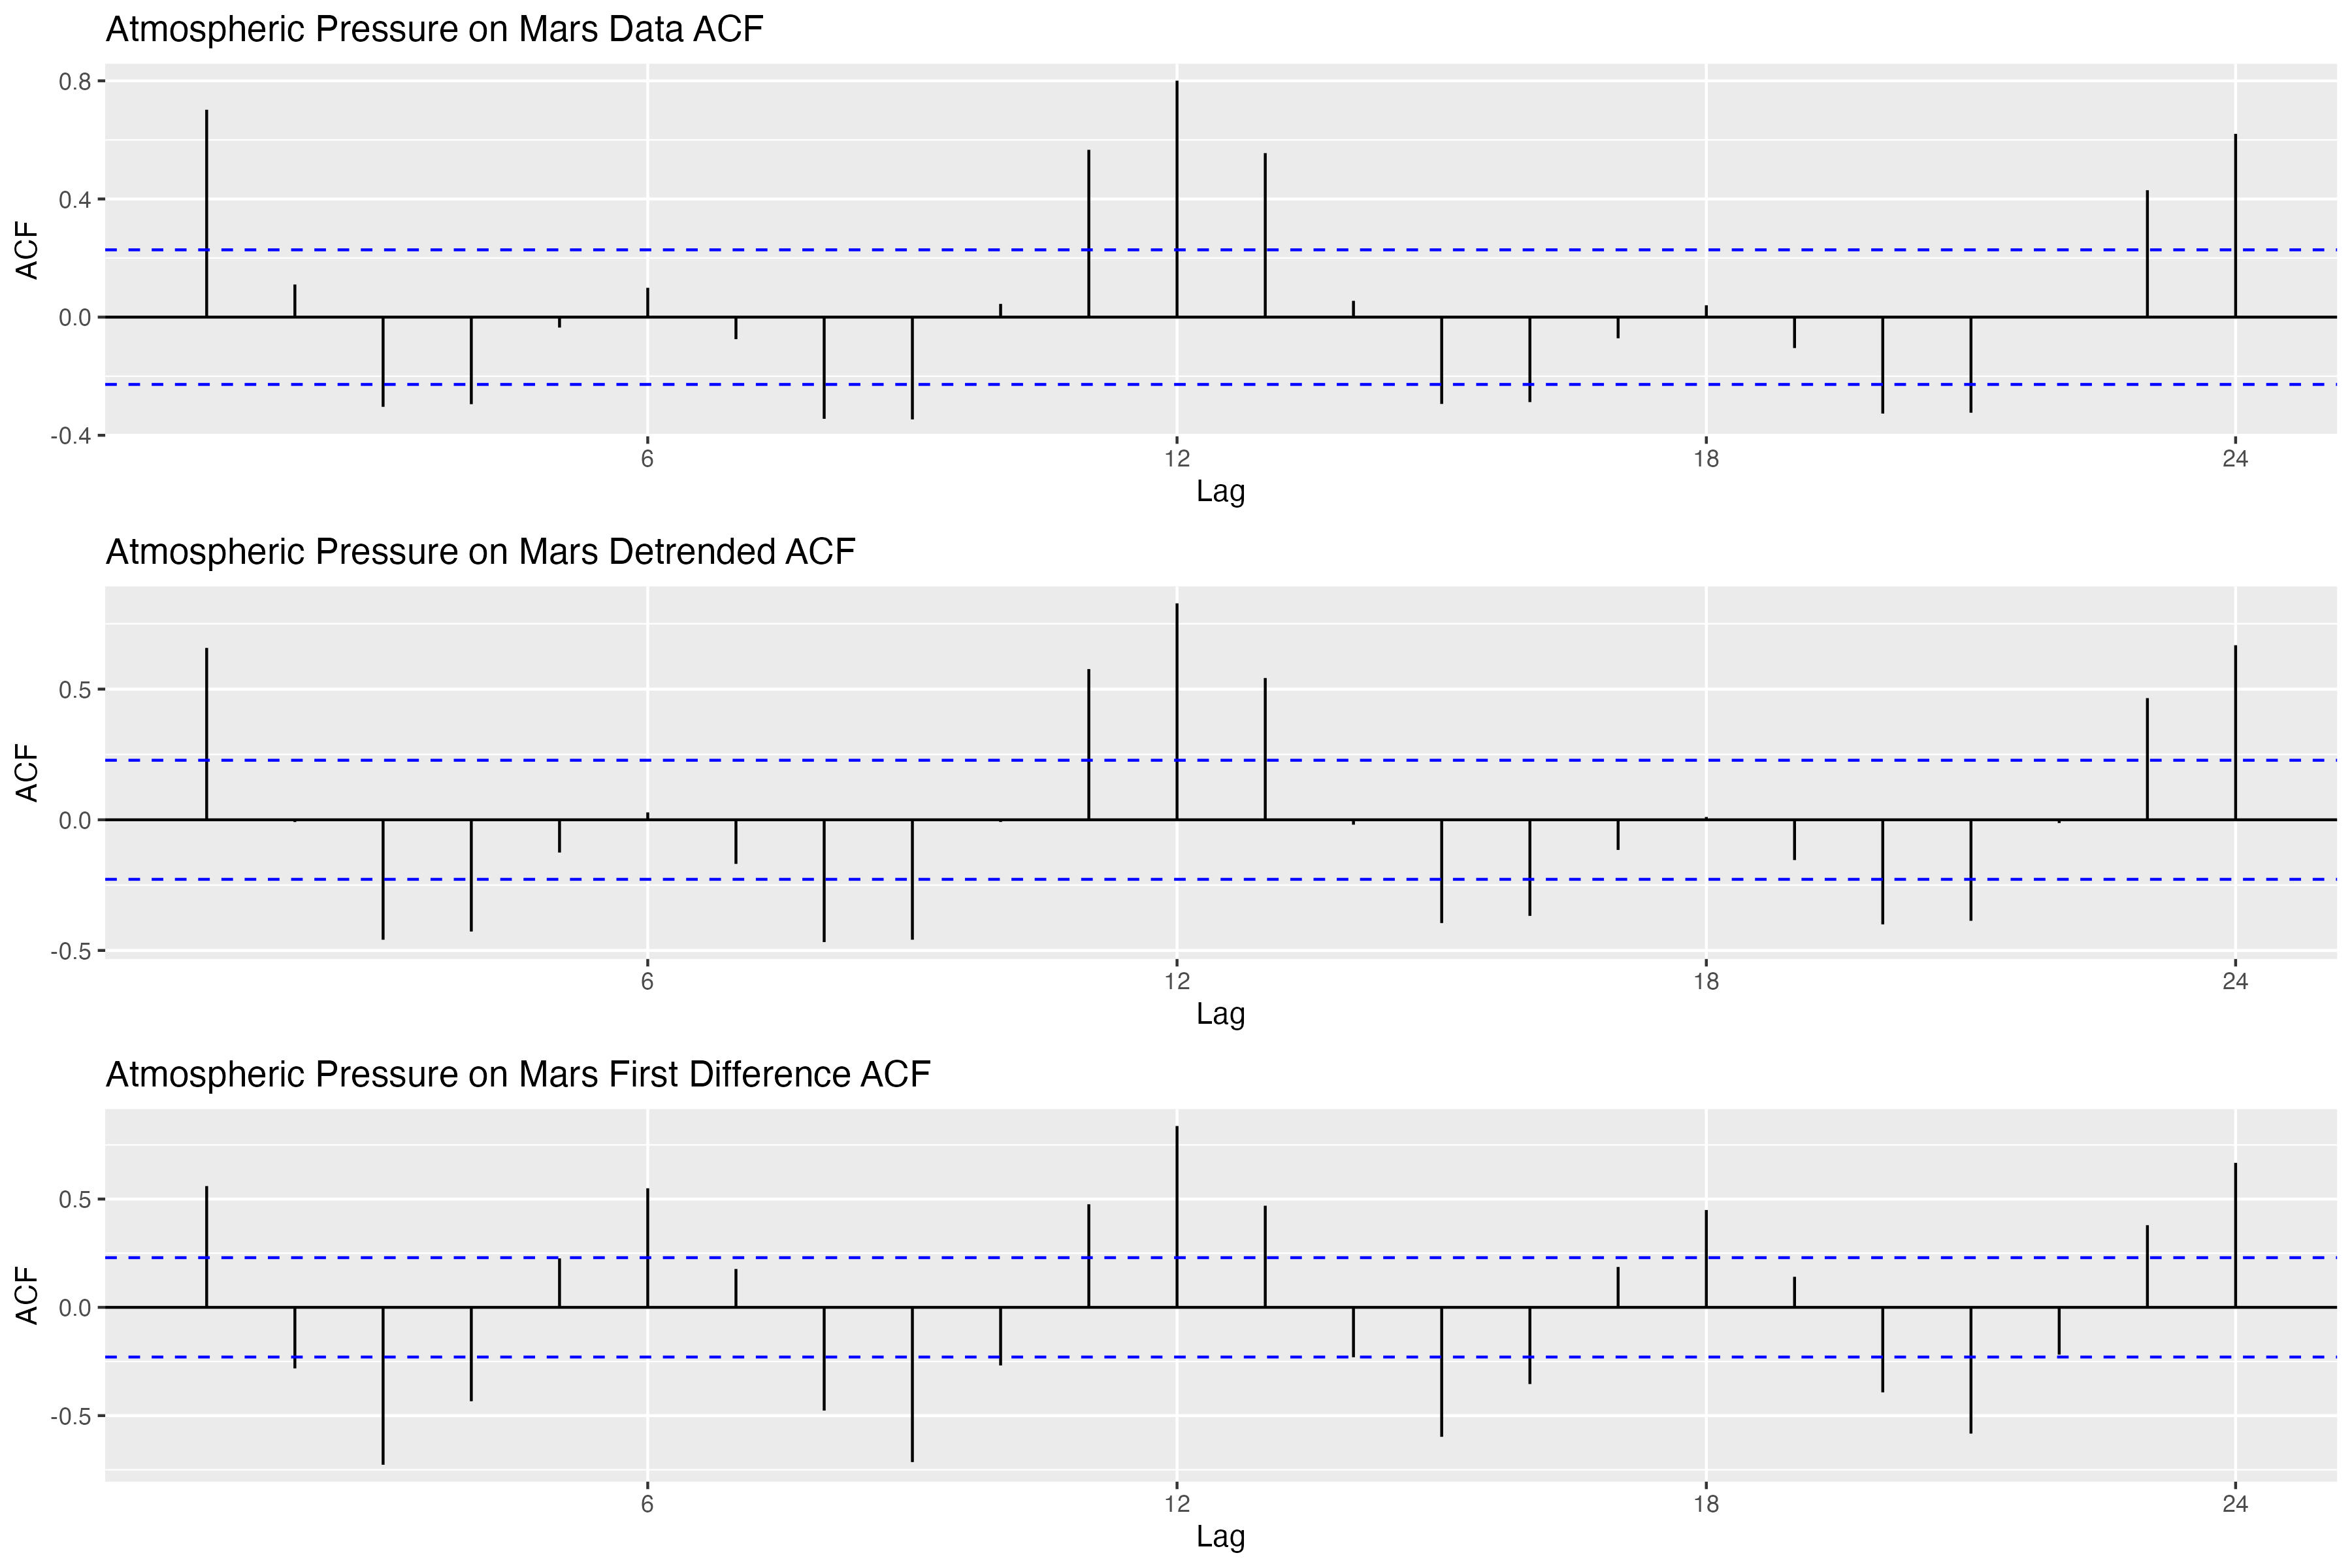 Atmospheric Pressure on Mars Data ACF
0.8
0.4
0.0
-0.4
ACF
6 12 18 24
Lag
Atmospheric Pressure on Mars Detrended ACF
0.5
0.0
-0.5
ACF
6 12 18 24
Lag
Atmospheric Pressure on Mars First Difference ACF
0.5
0.0
-0.5
ACF
6 12 18 24
Lag